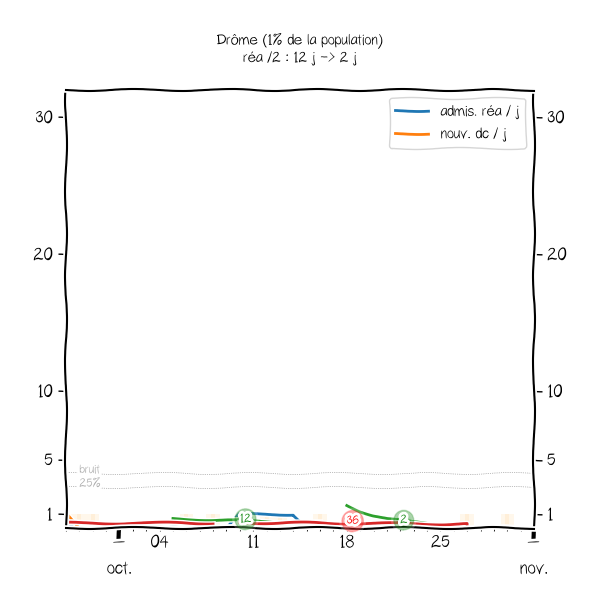 Drôme (1% de la population)
réa /2 : 12 j -> 2 j
admis. réa / j
nouv. dc / j
30
30
20
20
10
10
5
5
bruit
25%
1
1
12
36
2
04
11
18
25
oct.
nov.